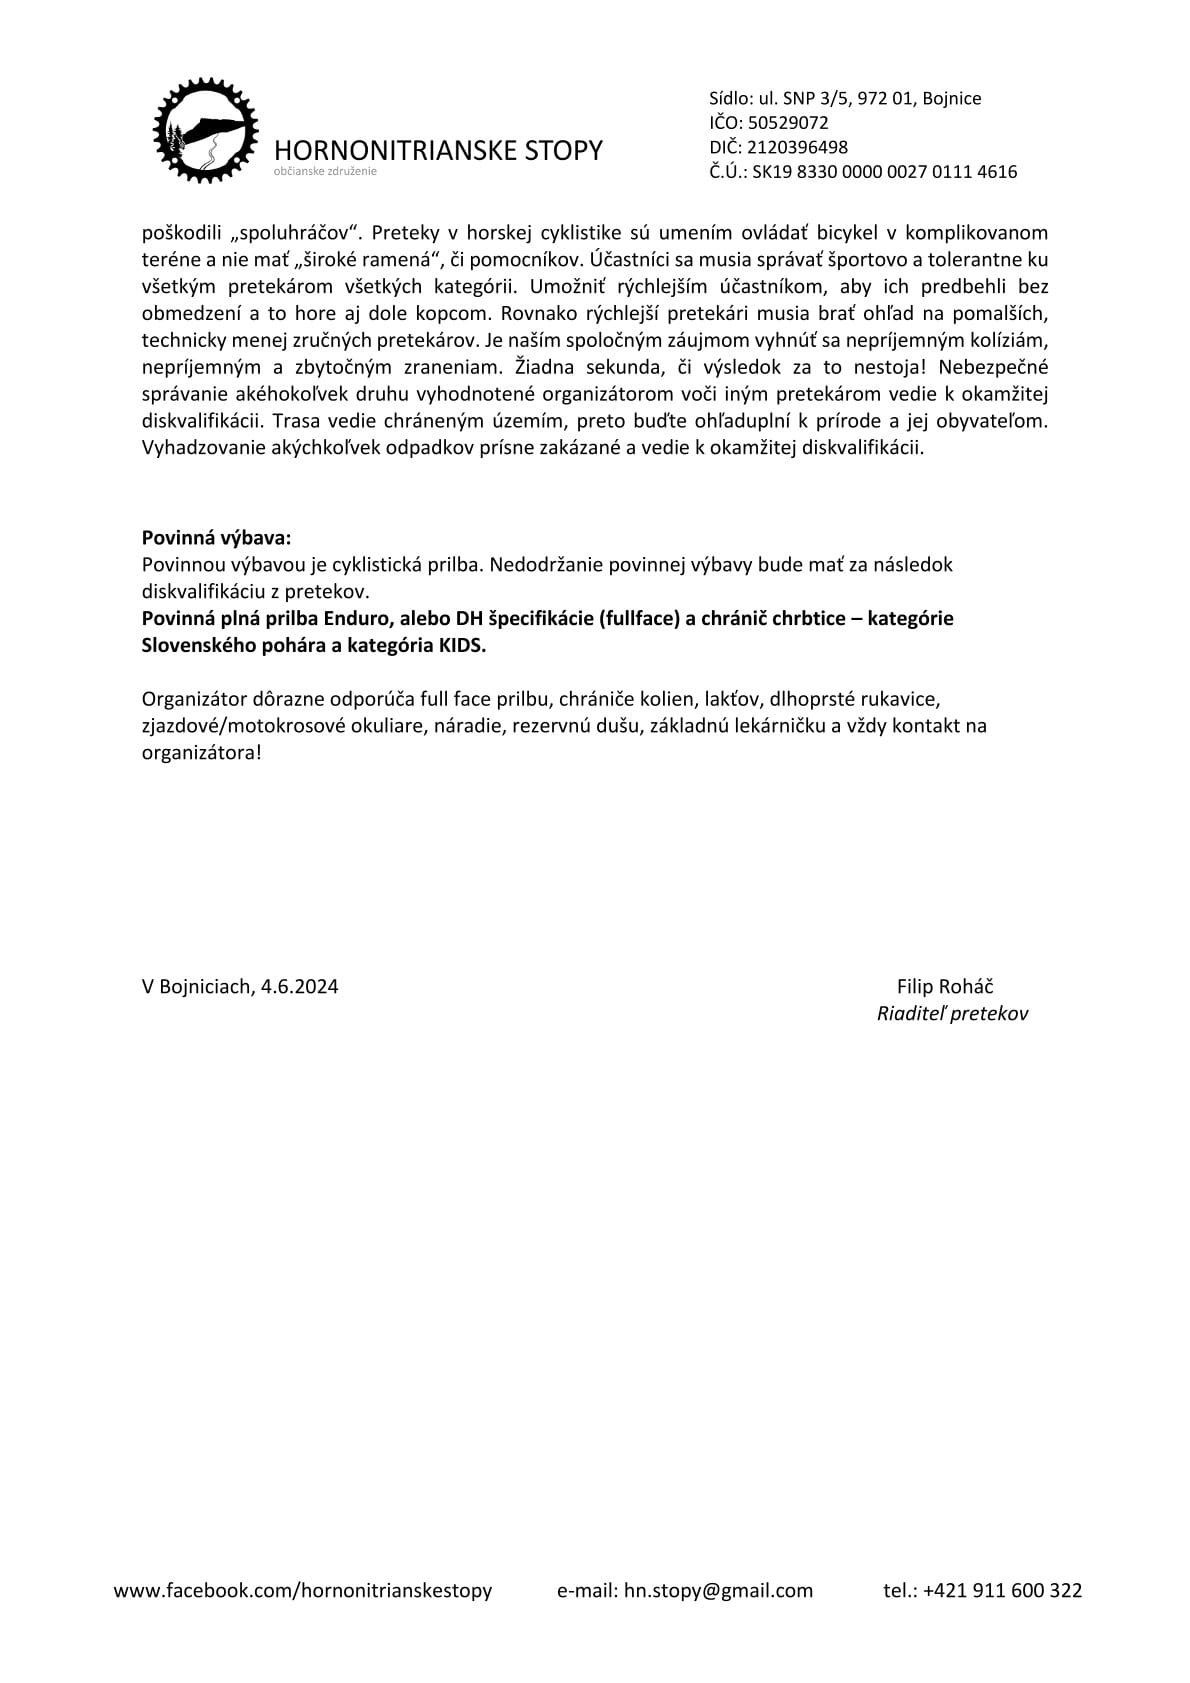 HORNONITRIANSKE STOPY
občianske združenie
Sídlo: ul. SNP 3/5, 972 01, Bojnice
IČO: 50529072
DIČ: 2120396498
Č.Ú.: SK19 8330 0000 0027 0111 4616
poškodili „spoluhráčov“. Preteky v horskej cyklistike sú umením ovládať bicykel v komplikovanom
teréne a nie mať „široké ramená“, či pomocníkov. Účastníci sa musia správať športovo a tolerantne ku
všetkým pretekárom všetkých kategórii. Umožniť rýchlejším účastníkom, aby ich predbehli bez
obmedzení a to hore aj dole kopcom. Rovnako rýchlejší pretekári musia brať ohľad na pomalších,
technicky menej zručných pretekárov. Je naším spoločným záujmom vyhnúť sa nepríjemným kolíziám,
nepríjemným a zbytočným zraneniam. Žiadna sekunda, či výsledok za to nestoja! Nebezpečné
správanie akéhokoľvek druhu vyhodnotené organizátorom voči iným pretekárom vedie k okamžitej
diskvalifikácii. Trasa vedie chráneným územím, preto buďte ohľaduplní k prírode a jej obyvateľom.
Vyhadzovanie akýchkoľvek odpadkov prísne zakázané a vedie k okamžitej diskvalifikácii.
Povinná výbava:
Povinnou výbavou je cyklistická prilba. Nedodržanie povinnej výbavy bude mať za následok
diskvalifikáciu z pretekov.
Povinná plná prilba Enduro, alebo DH špecifikácie (fullface) a chránič chrbtice – kategórie
Slovenského pohára a kategória KIDS.
Organizátor dôrazne odporúča full face prilbu, chrániče kolien, lakťov, dlhoprsté rukavice,
zjazdové/motokrosové okuliare, náradie, rezervnú dušu, základnú lekárničku a vždy kontakt na
organizátora!
V Bojniciach, 4.6.2024
Filip Roháč
Riaditeľ pretekov
www.facebook.com/hornonitrianskestopy e-mail: hn.stopy@gmail.com tel.: +421 911 600 322